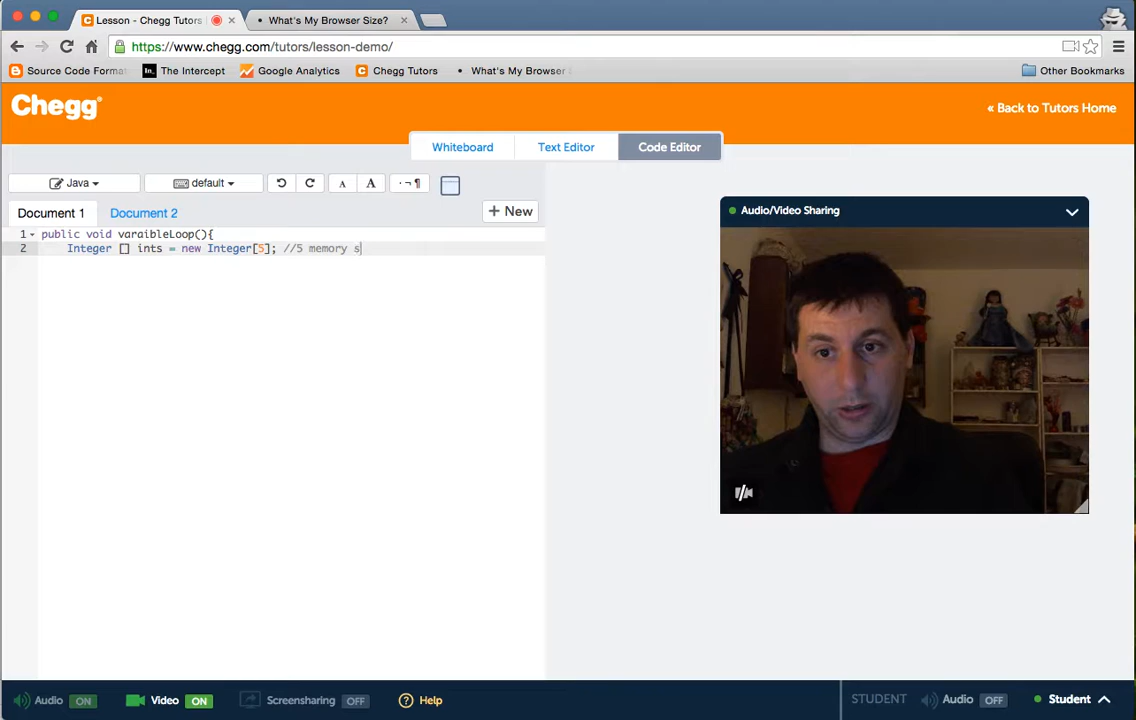 Lesson - Chegg Tutors
What's My Browser Size?
https://www.chegg.com/tutors/lesson-demo/
Source Code Forma
In_ The Intercept
Google Analytics
C Chegg Tutors
What's My Browser
Other Bookmarks
Chegg®
« Back to Tutors Home
Whiteboard
Text Editor
Code Editor
Java
default
A
A
· ¬ ¶
Document 1
Document 2
+ New
Audio/Video Sharing
1 public void varaibleLoop(){
2 Integer [] ints = new Integer[5]; //5 memory s
Audio ON
Video ON
Screensharing OFF
? Help
STUDENT
Audio OFF
Student